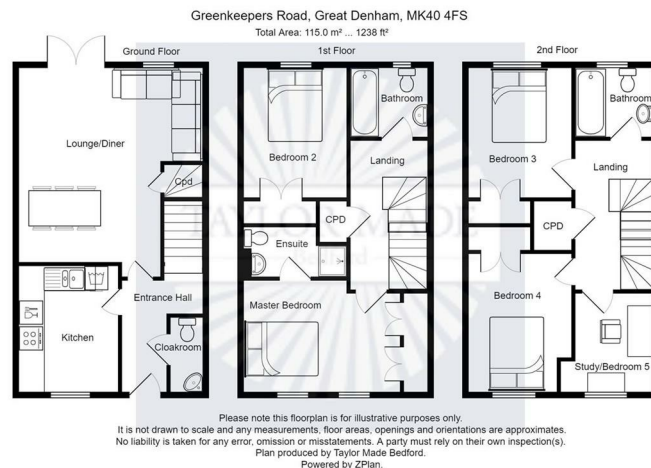 Greenkeepers Road, Great Denham, MK40 4FS
Total Area: 115.0 m² ... 1238 ft²
Ground Floor
1st Floor
2nd Floor
Lounge/Diner
Cpd
Kitchen
Entrance Hall
Cloakroom
Bathroom
Bedroom 2
Landing
CPD
Ensuite
Master Bedroom
Bathroom
Bedroom 3
Landing
CPD
Bedroom 4
Study/Bedroom 5
TAYLOR MADE
Bedford
Please note this floorplan is for illustrative purposes only.
It is not drawn to scale and any measurements, floor areas, openings and orientations are approximates.
No liability is taken for any error, omission or misstatements. A party must rely on their own inspection(s).
Plan produced by Taylor Made Bedford.
Powered by ZPlan.